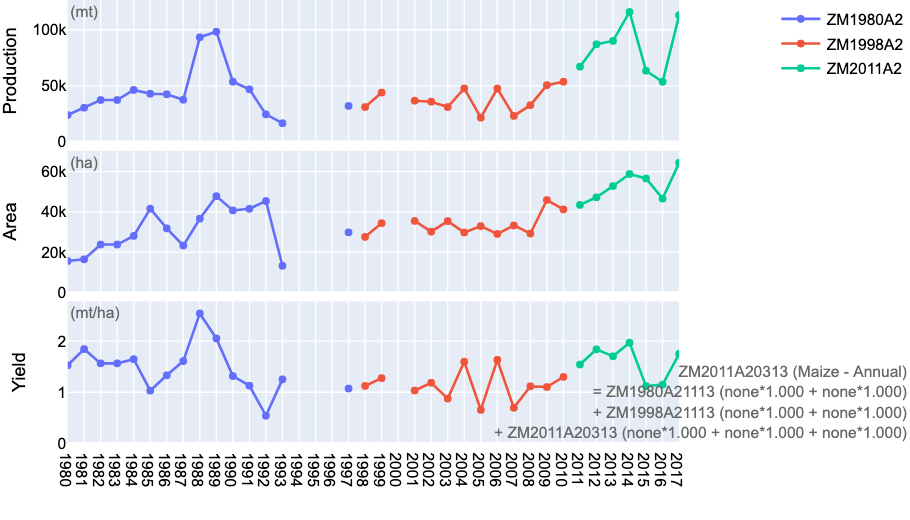 (mt)
100k
50k
0
Production
ZM1980A2
ZM1998A2
ZM2011A2
(ha)
60k
40k
20k
0
Area
(mt/ha)
2
1
0
Yield
ZM2011A20313 (Maize - Annual)
= ZM1980A21113 (none*1.000 + none*1.000)
+ ZM1998A21113 (none*1.000 + none*1.000)
+ ZM2011A20313 (none*1.000 + none*1.000 + none*1.000)
1980
1981
1982
1983
1984
1985
1986
1987
1988
1989
1990
1991
1992
1993
1994
1995
1996
1997
1998
1999
2000
2001
2002
2003
2004
2005
2006
2007
2008
2009
2010
2011
2012
2013
2014
2015
2016
2017